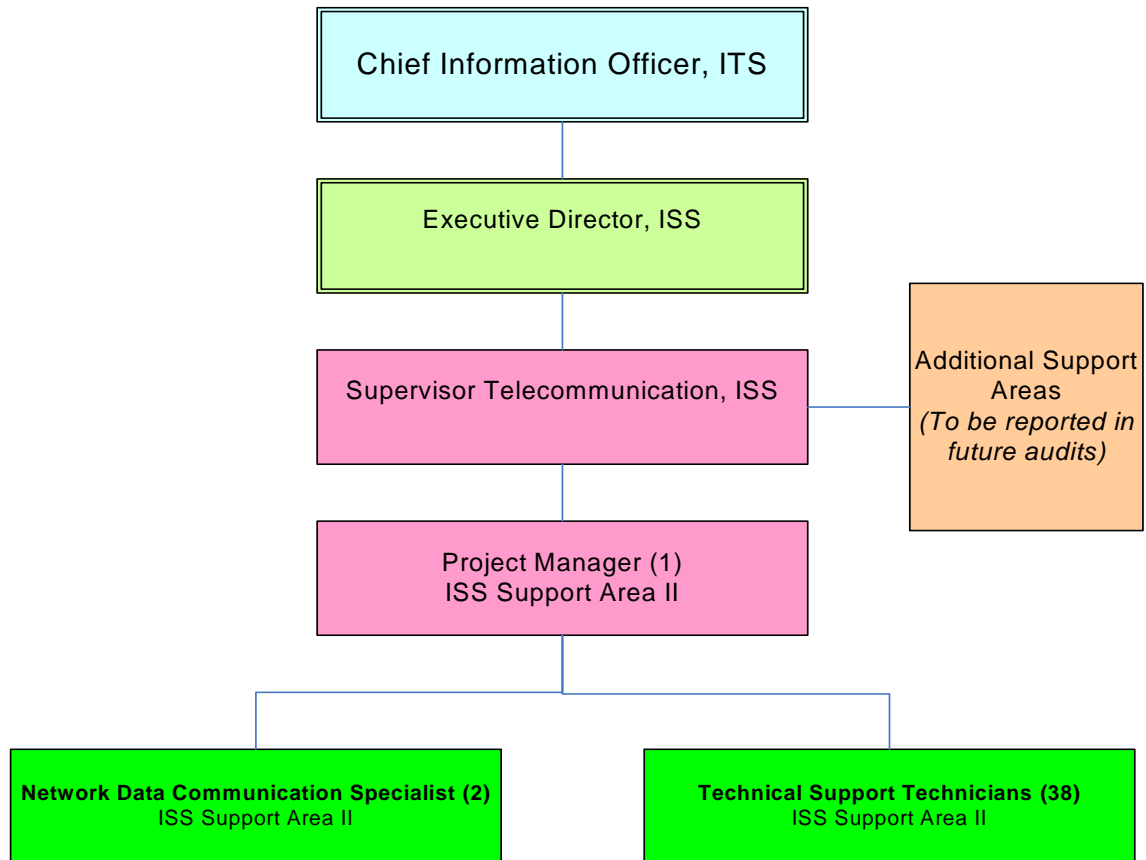 Chief Information Officer, ITS
Executive Director, ISS
Supervisor Telecommunication, ISS
Additional Support
Areas
(To be reported in
future audits)
Project Manager (1)
ISS Support Area II
Network Data Communication Specialist (2)
ISS Support Area II
Technical Support Technicians (38)
ISS Support Area II